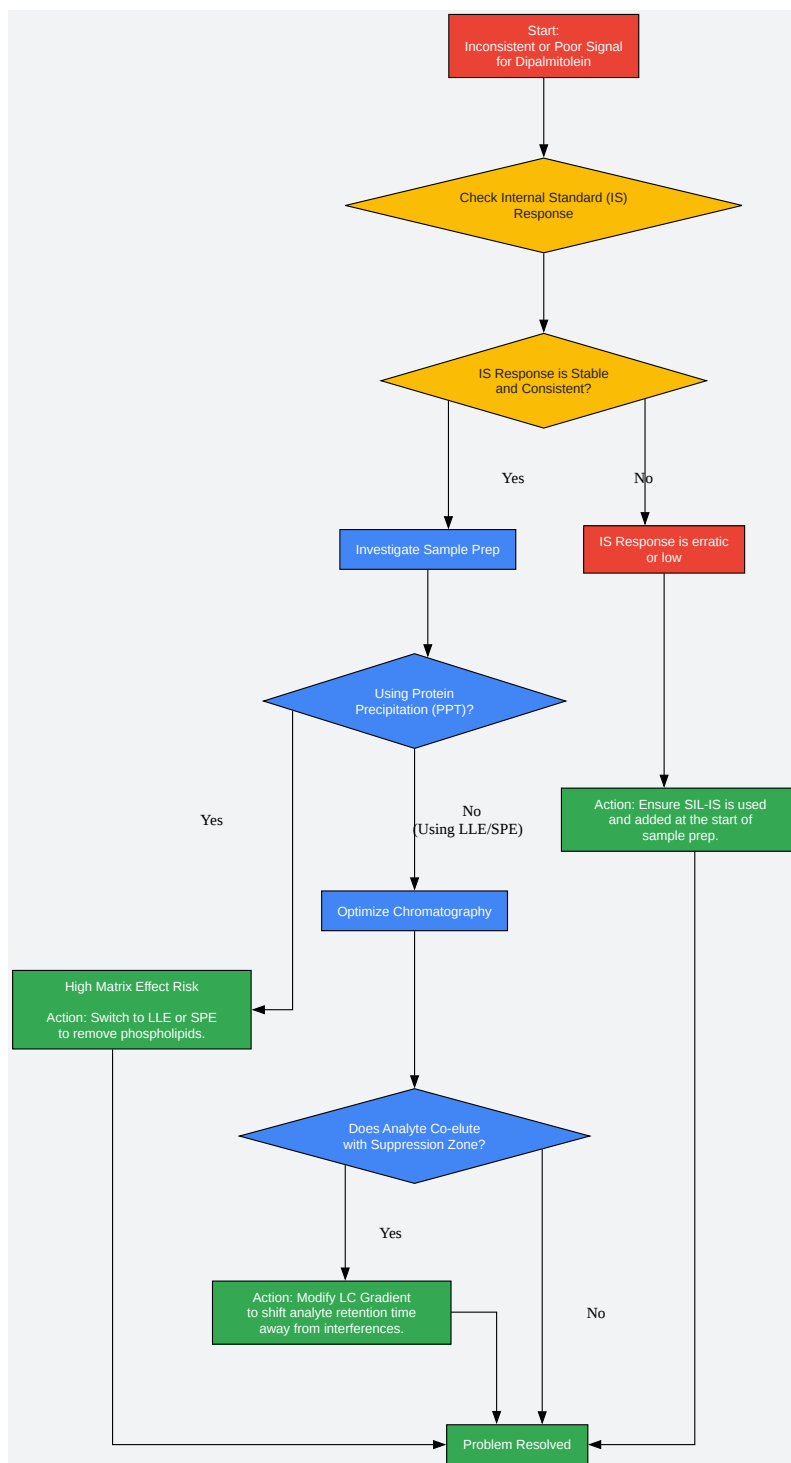 Start:
Inconsistent or Poor Signal
for Dipalmitolein
Check Internal Standard (IS)
Response
IS Response is Stable
and Consistent?
Yes
No
Investigate Sample Prep
IS Response is erratic
or low
Using Protein
Precipitation (PPT)?
Yes
No
(Using LLE/SPE)
Action: Ensure SIL-IS is used
and added at the start of
sample prep.
Optimize Chromatography
High Matrix Effect Risk
Action: Switch to LLE or SPE
to remove phospholipids.
Does Analyte Co-elute
with Suppression Zone?
Yes
Action: Modify LC Gradient
to shift analyte retention time
away from interferences.
No
Problem Resolved